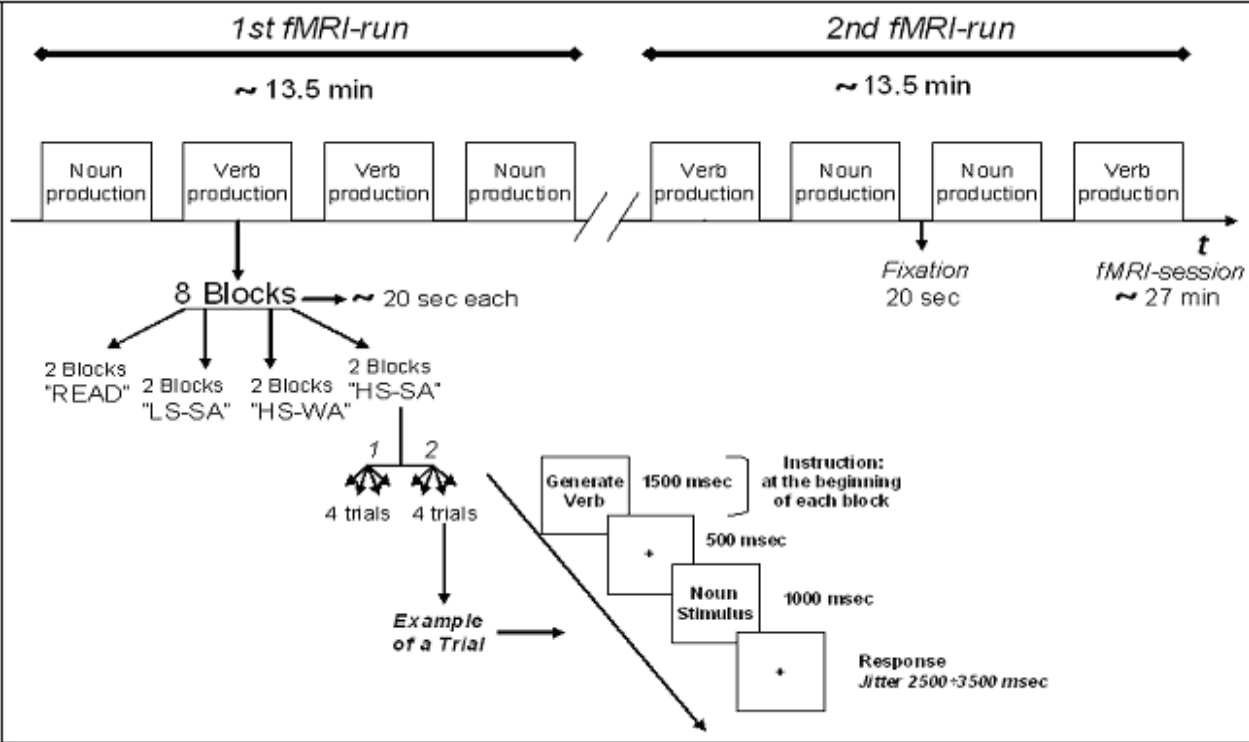 1st fMRI-run
2nd fMRI-run
~ 13.5 min
~ 13.5 min
Noun
production
Verb
production
Verb
production
Noun
production
Verb
production
Noun
production
Noun
production
Verb
production
t
Fixation
20 sec
fMRI-session
~ 27 min
8 Blocks
~ 20 sec each
2 Blocks
"READ"
2 Blocks
"LS-SA"
2 Blocks
"HS-WA"
2 Blocks
"HS-SA"
1
2
4 trials
4 trials
Example
of a Trial
Generate
Verb
1500 msec
Instruction:
at the beginning
of each block
+
500 msec
Noun
Stimulus
1000 msec
+
Response
Jitter 2500÷3500 msec